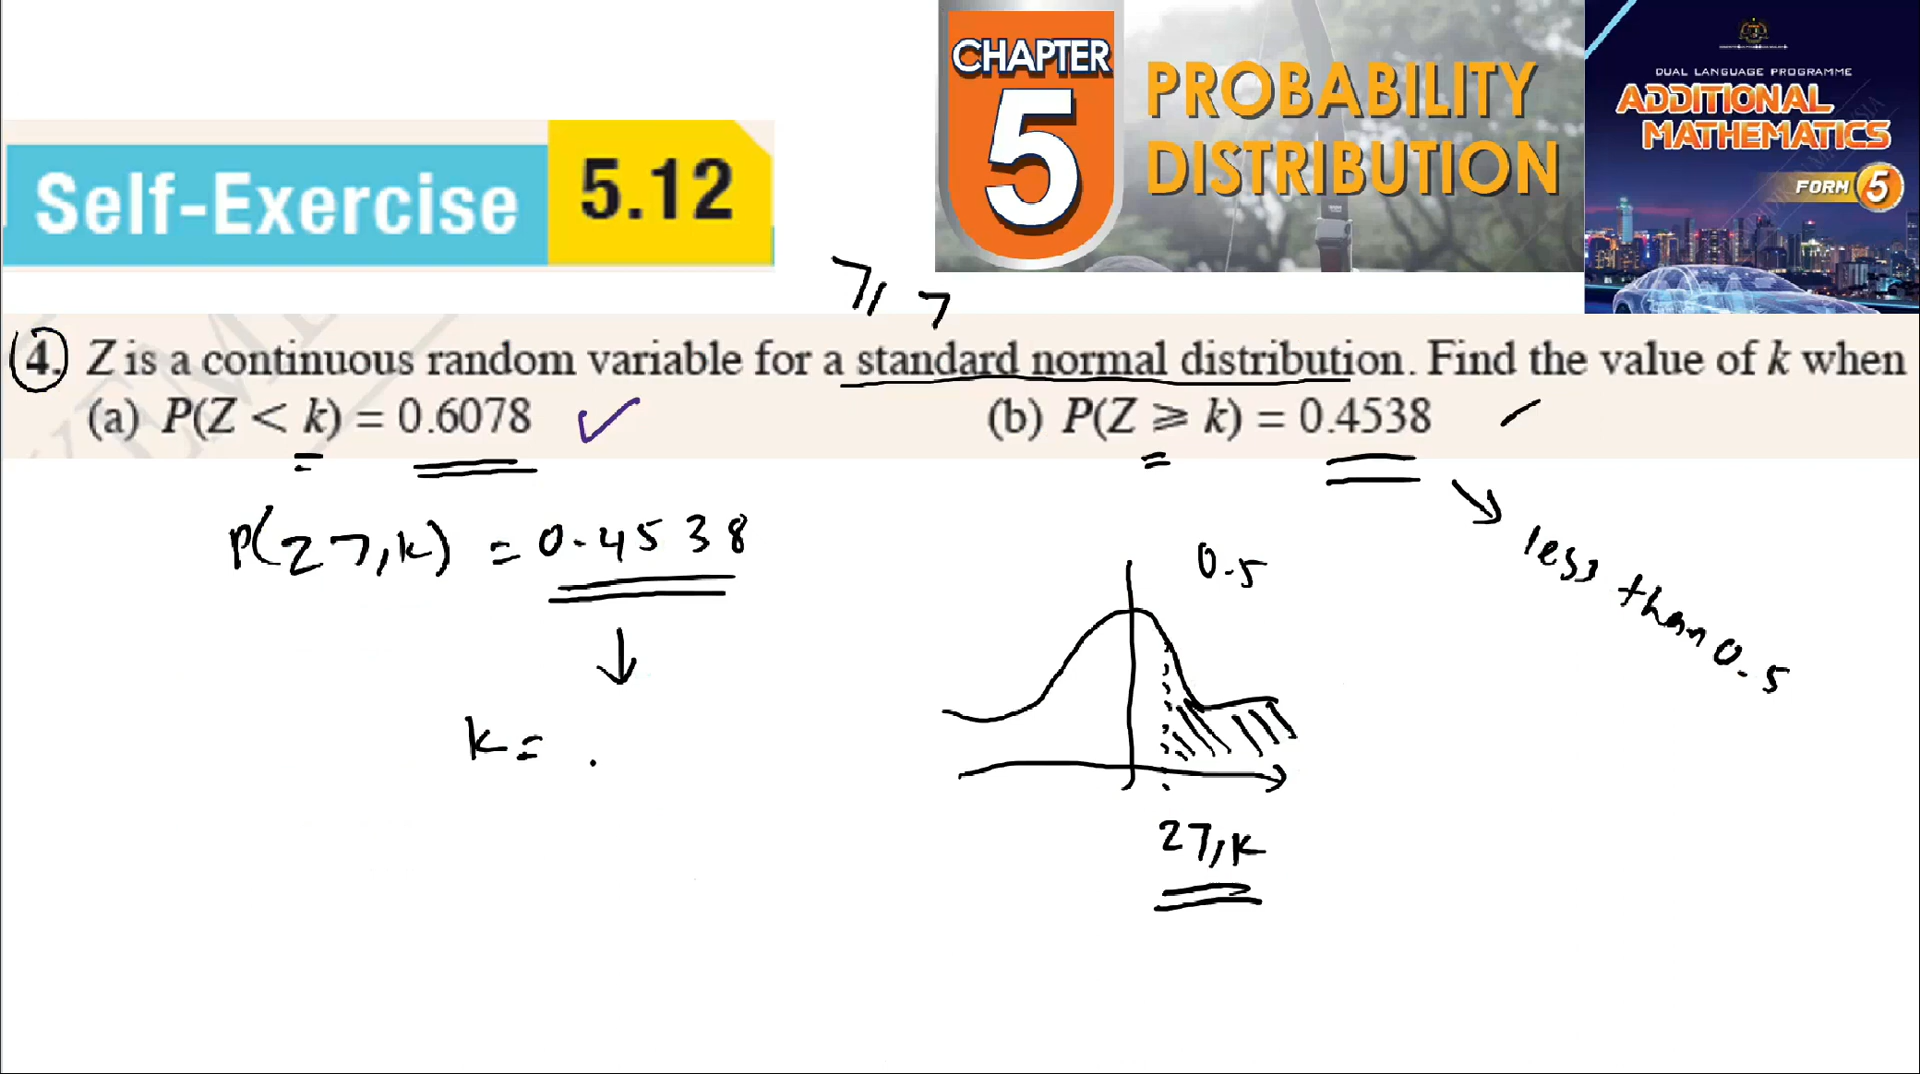 CHAPTER
5
PROBABILITY
DISTRIBUTION
DUAL LANGUAGE PROGRAMME
ADDITIONAL
MATHEMATICS
FORM 5
Self-Exercise 5.12
⩾, >
4. Z is a continuous random variable for a standard normal distribution. Find the value of k when
(a) P(Z < k) = 0.6078 ✓
(b) P(Z ⩾ k) = 0.4538
P(Z ⩾ k) = 0.4538
less than 0.5
0.5
k = .
Z ⩾ k